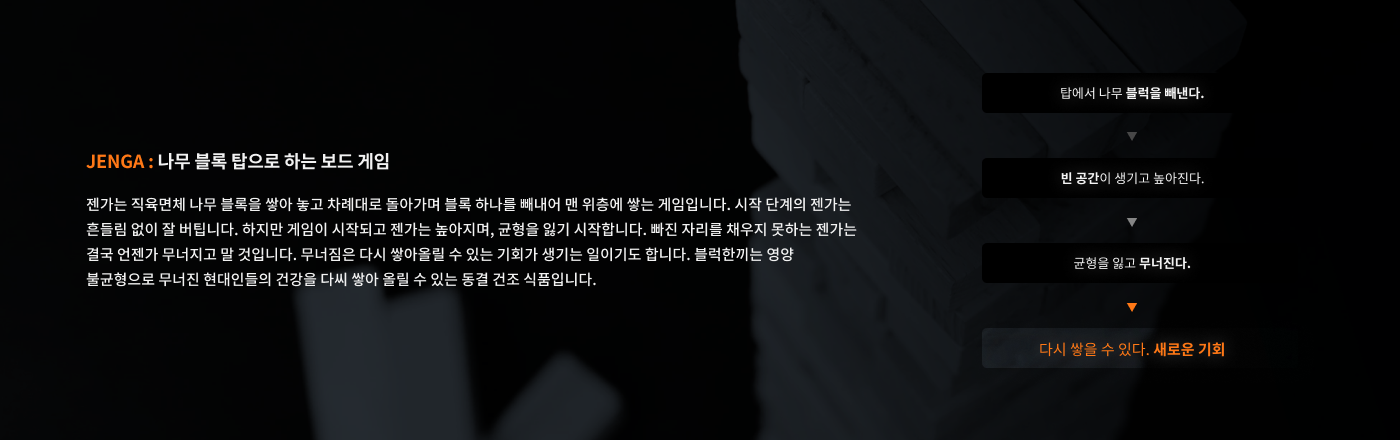 JENGA : 나무 블록 탑으로 하는 보드 게임
젠가는 직육면체 나무 블록을 쌓아 놓고 차례대로 돌아가며 블록 하나를 빼내어 맨 위층에 쌓는 게임입니다. 시작 단계의 젠가는
흔들림 없이 잘 버팁니다. 하지만 게임이 시작되고 젠가는 높아지며, 균형을 잃기 시작합니다. 빠진 자리를 채우지 못하는 젠가는
결국 언젠가 무너지고 말 것입니다. 무너짐은 다시 쌓아올릴 수 있는 기회가 생기는 일이기도 합니다. 블럭한끼는 영양
불균형으로 무너진 현대인들의 건강을 다씨 쌓아 올릴 수 있는 동결 건조 식품입니다.
탑에서 나무 블럭을 빼낸다.
빈 공간이 생기고 높아진다.
균형을 잃고 무너진다.
다시 쌓을 수 있다. 새로운 기회